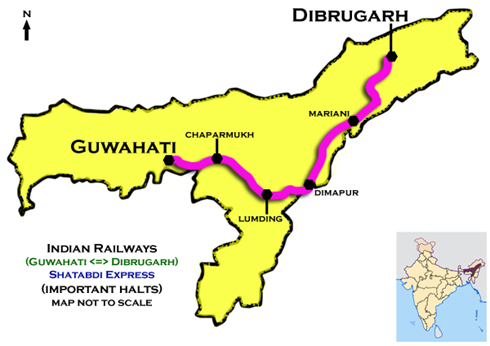 N
DIBRUGARH
MARIANI
CHAPARMUKH
GUWAHATI
DIMAPUR
LUMDING
INDIAN RAILWAYS
(GUWAHATI <=> DIBRUGARH)
SHATABDI EXPRESS
(IMPORTANT HALTS)
MAP NOT TO SCALE